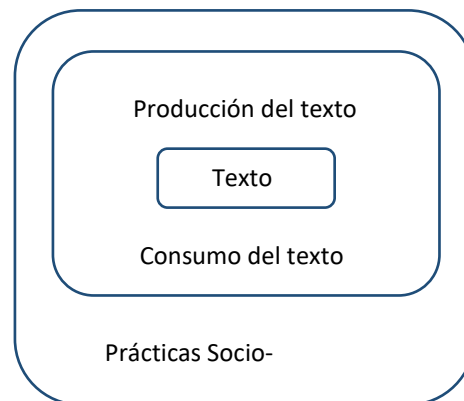 Producción del texto
Texto
Consumo del texto
Prácticas Socio-